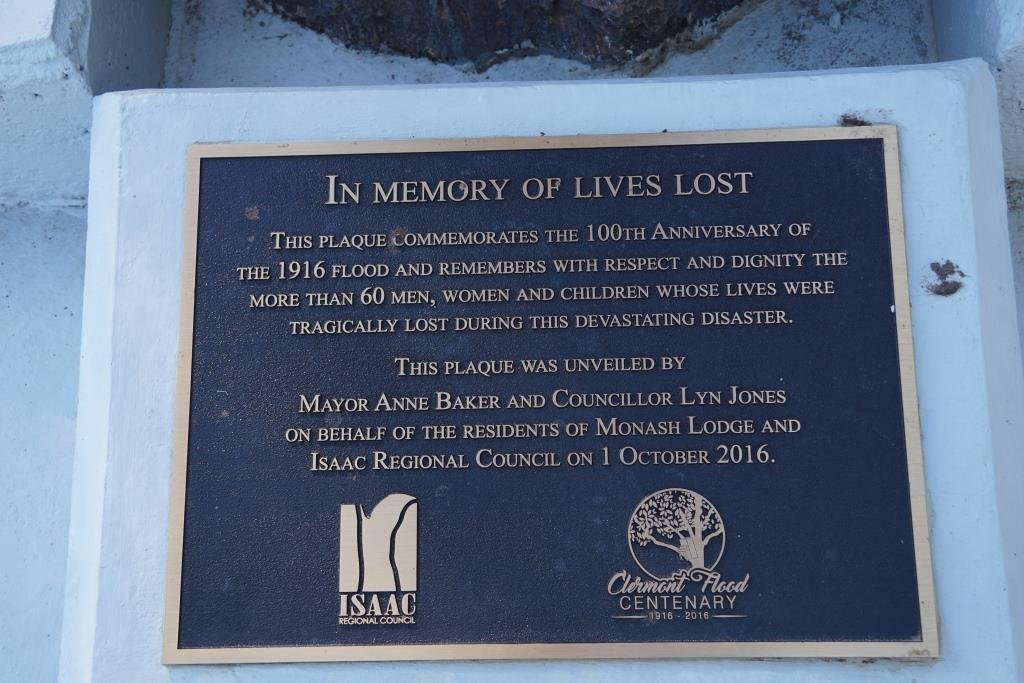 In memory of lives lost
This plaque commemorates the 100th Anniversary of
the 1916 flood and remembers with respect and dignity the
more than 60 men, women and children whose lives were
tragically lost during this devastating disaster.
This plaque was unveiled by
Mayor Anne Baker and Councillor Lyn Jones
on behalf of the residents of Monash Lodge and
Isaac Regional Council on 1 October 2016.
ISAAC
REGIONAL COUNCIL
Clermont Flood
CENTENARY
1916 - 2016